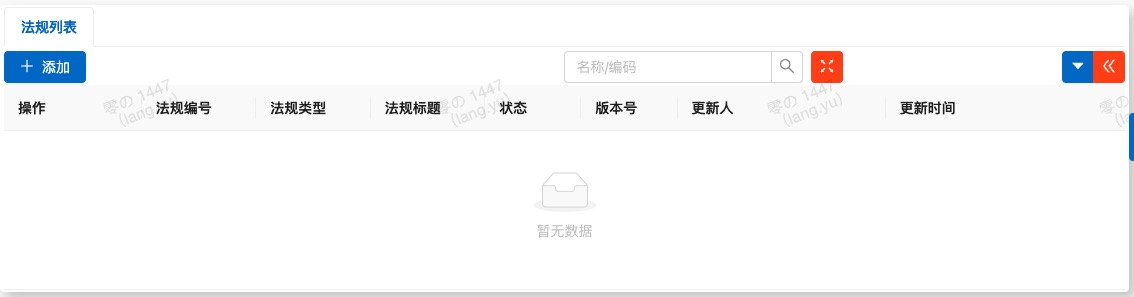 法规列表
添加
名称/编码
操作 法规编号 法规类型 法规标题 状态 版本号 更新人 更新时间
零の 1447
(lang.yu)
零の 1447
(lang.yu)
零の 1447
(lang.yu)
零の
(lang.yu)
暂无数据